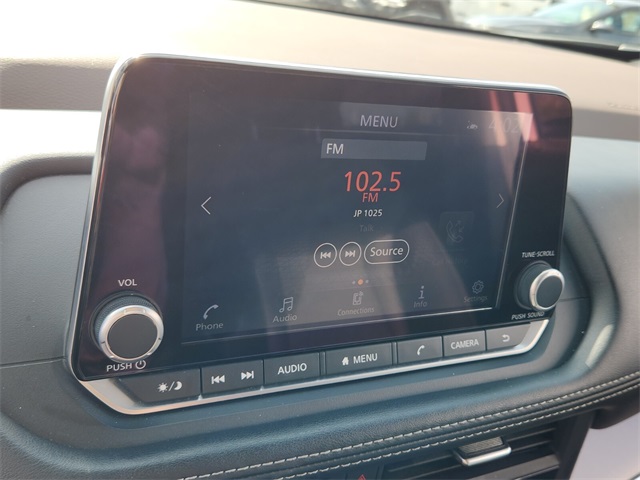 MENU
FM
102.5
FM
JP 1025
Talk
Source
Phone
Audio
Connections
Info
Settings
VOL
PUSH
TUNE·SCROLL
PUSH SOUND
AUDIO
MENU
CAMERA